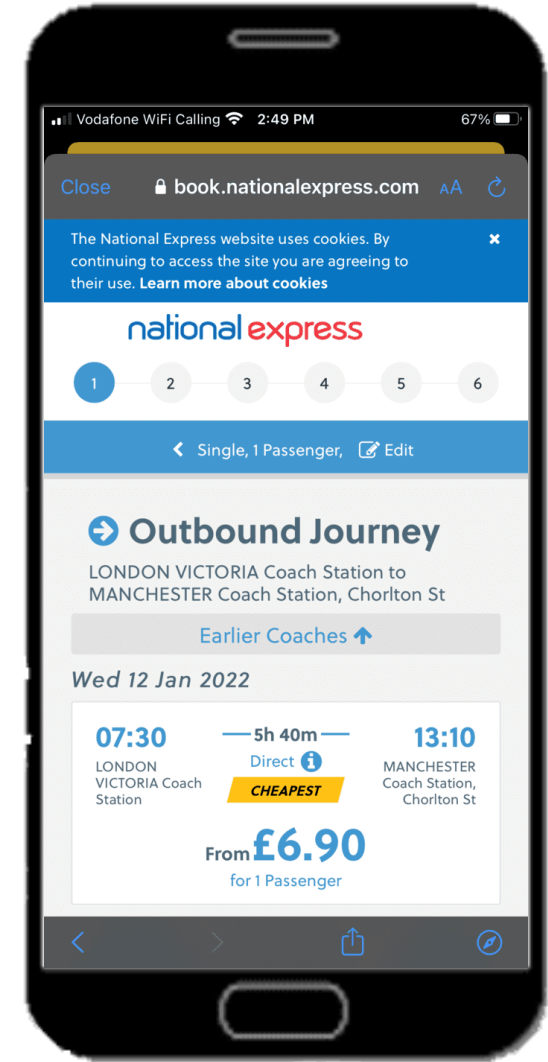 Vodafone WiFi Calling 2:49 PM 67%
Close book.nationalexpress.com AA
The National Express website uses cookies. By
continuing to access the site you are agreeing to
their use. Learn more about cookies
national express
1 2 3 4 5 6
Single, 1 Passenger, Edit
Outbound Journey
LONDON VICTORIA Coach Station to
MANCHESTER Coach Station, Chorlton St
Earlier Coaches
Wed 12 Jan 2022
07:30
LONDON
VICTORIA Coach
Station
5h 40m
Direct
CHEAPEST
13:10
MANCHESTER
Coach Station,
Chorlton St
From £6.90
for 1 Passenger